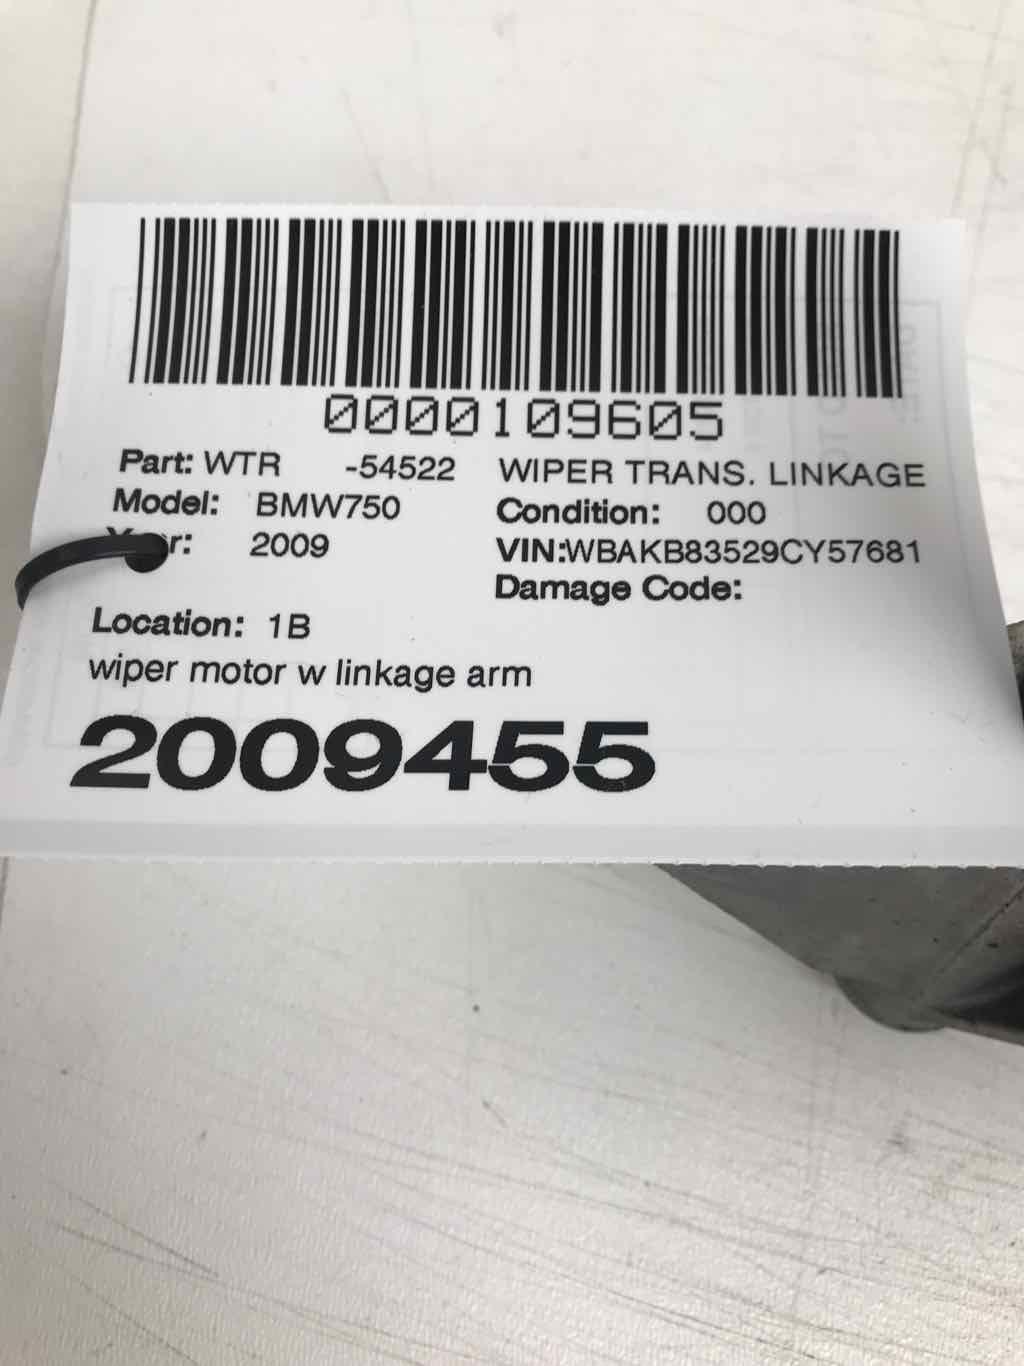 0000109605
Part: WTR -54522 WIPER TRANS. LINKAGE
Model: BMW750 Condition: 000
2009 VIN:WBAKB83529CY57681
Damage Code:
Location: 1B
wiper motor w linkage arm
2009455